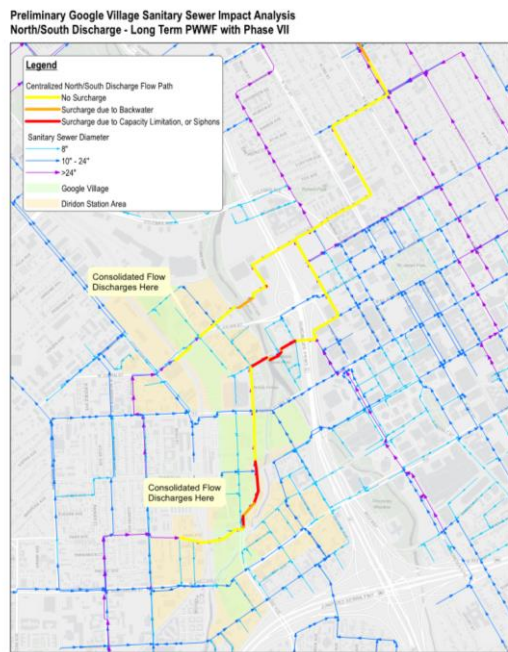 Preliminary Google Village Sanitary Sewer Impact Analysis
North/South Discharge - Long Term PWWF with Phase VII
Legend
Centralized North/South Discharge Flow Path
No Surcharge
Surcharge due to Backwater
Surcharge due to Capacity Limitation, or Siphons
Sanitary Sewer Diameter
8"
10" - 24"
>24"
Google Village
Diridon Station Area
Consolidated Flow
Discharges Here
Consolidated Flow
Discharges Here